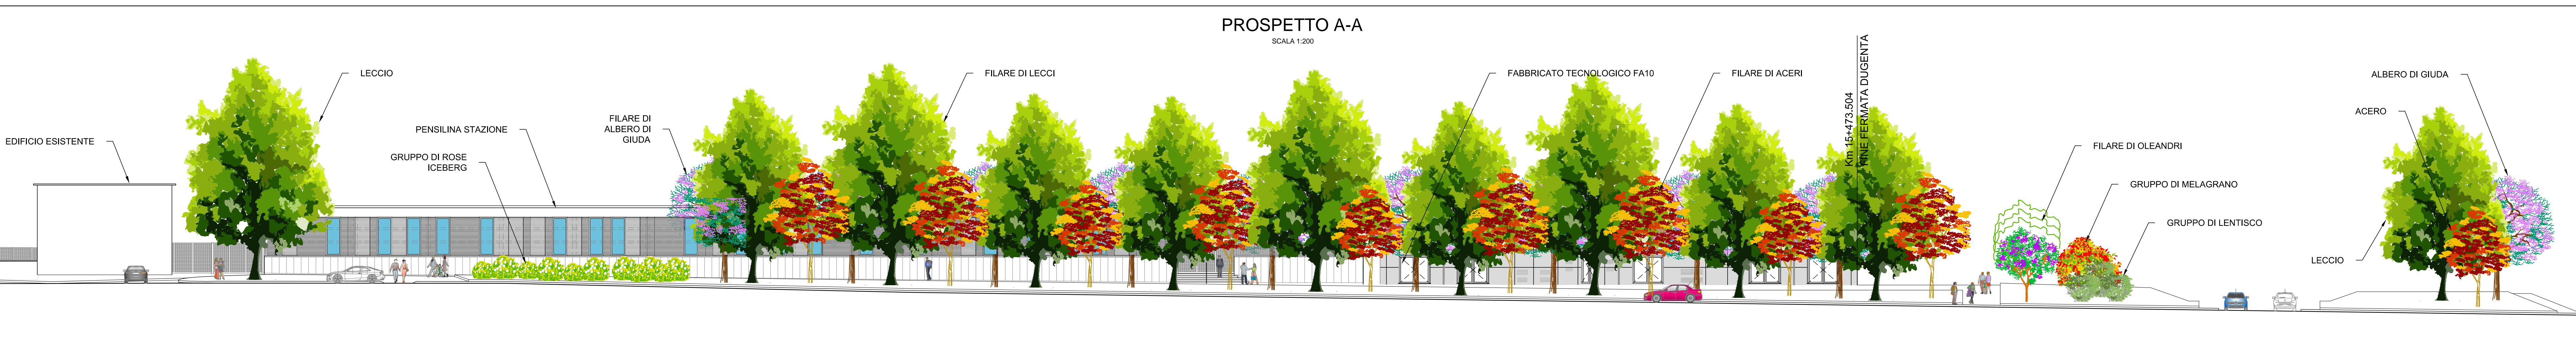 PROSPETTO A-A
SCALA 1:200
EDIFICIO ESISTENTE
LECCIO
PENSILINA STAZIONE
GRUPPO DI ROSE
ICEBERG
FILARE DI
ALBERO DI
GIUDA
FILARE DI LECCI
FABBRICATO TECNOLOGICO FA10
FILARE DI ACERI
Km 15+473.504
FINE FERMATA DUGENTA
FILARE DI OLEANDRI
GRUPPO DI MELAGRANO
GRUPPO DI LENTISCO
ALBERO DI GIUDA
ACERO
LECCIO